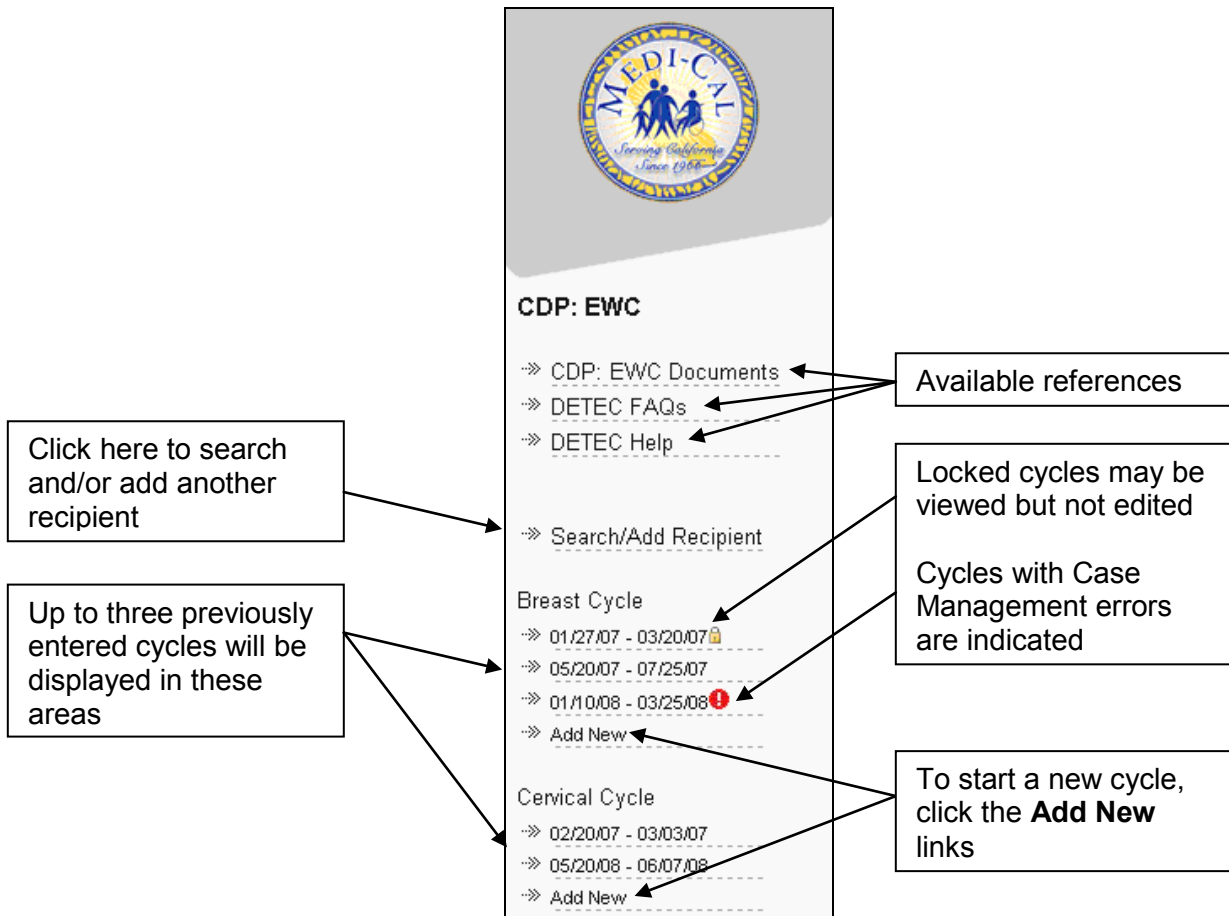 MEDI-CAL
Serving California
Since 1966
CDP: EWC
CDP: EWC Documents
DETEC FAQs
DETEC Help
Available references
Click here to search
and/or add another
recipient
Search/Add Recipient
Locked cycles may be
viewed but not edited
Cycles with Case
Management errors
are indicated
Up to three previously
entered cycles will be
displayed in these
areas
Breast Cycle
01/27/07 - 03/20/07
05/20/07 - 07/25/07
01/10/08 - 03/25/08
Add New
To start a new cycle,
click the Add New
links
Cervical Cycle
02/20/07 - 03/03/07
05/20/08 - 06/07/08
Add New